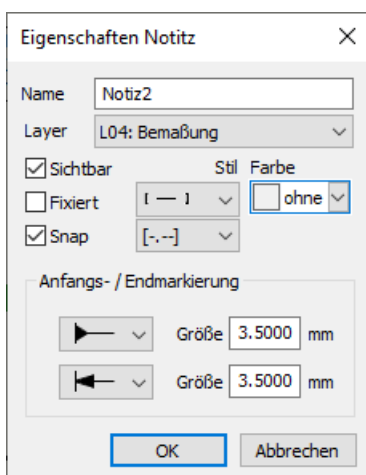 Eigenschaften Notitz
Name Notiz2
Layer L04: Bemaßung
Sichtbar Stil Farbe
Fixiert [ — ] ohne
Snap [-.--]
Anfangs- / Endmarkierung
Größe 3.5000 mm
Größe 3.5000 mm
OK Abbrechen